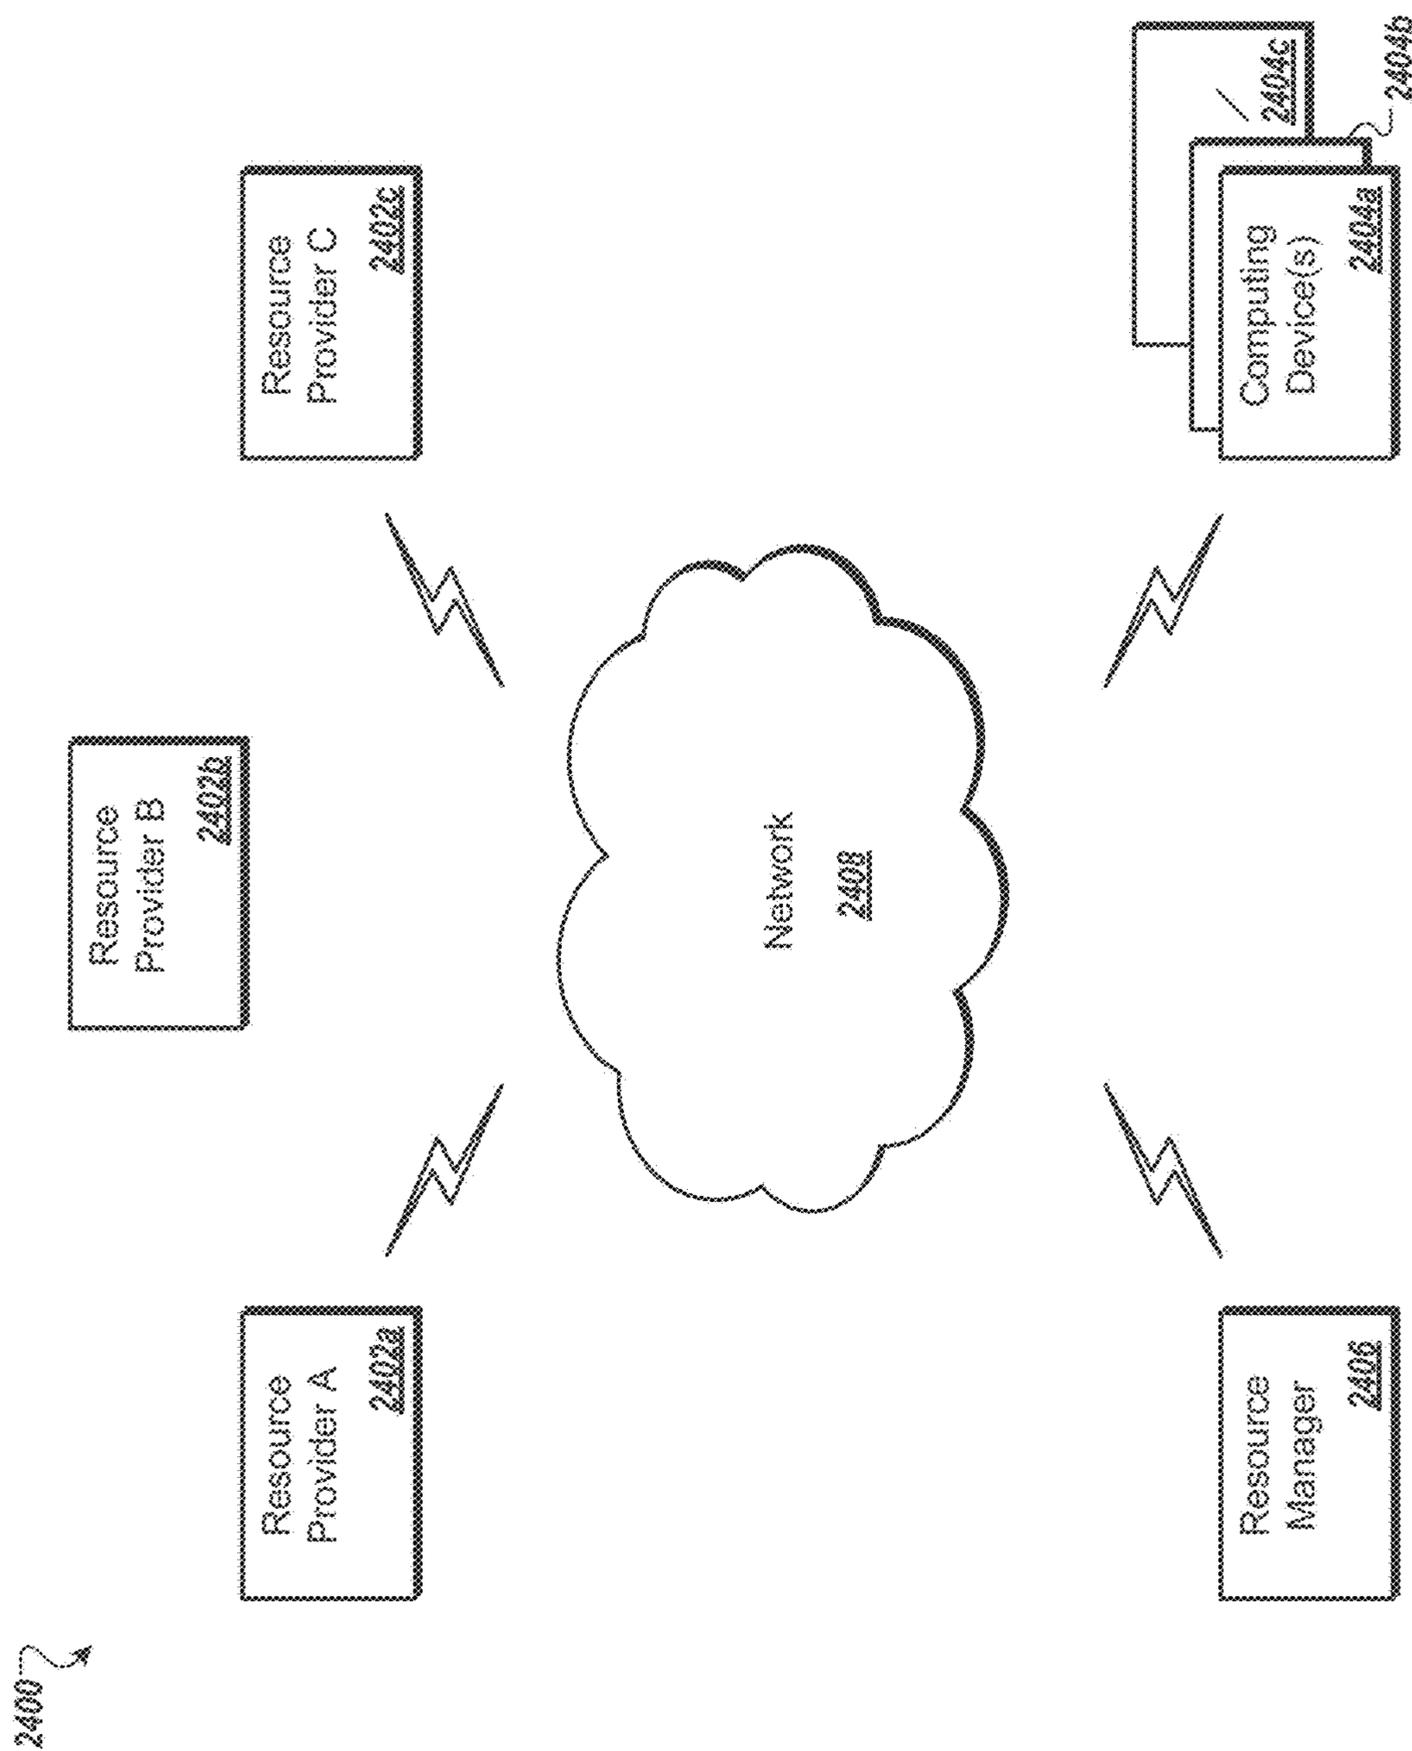 2400
Resource
Provider B
2402b
Resource
Provider A
2402a
Resource
Provider C
2402c
Network
2408
Resource
Manager
2406
2404c
Computing
Device(s)
2404a
2404b